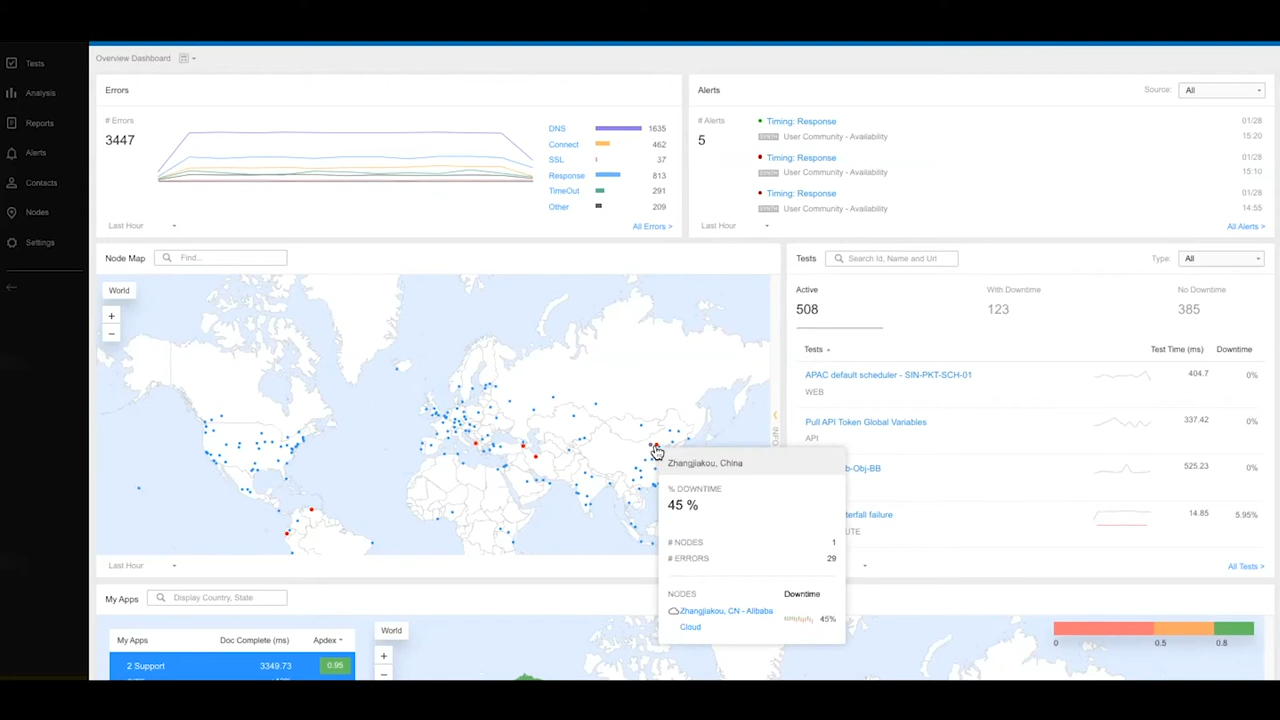 Overview Dashboard
Tests
Analysis
Reports
Alerts
Contacts
Nodes
Settings
Errors
# Errors
3447
DNS 1635
Connect 462
SSL 37
Response 813
TimeOut 291
Other 209
Last Hour
All Errors >
Alerts
Source: All
# Alerts
5
Timing: Response 01/28
SYNTH User Community - Availability 15:20
Timing: Response 01/28
SYNTH User Community - Availability 15:10
Timing: Response 01/28
SYNTH User Community - Availability 14:55
Last Hour
All Alerts >
Node Map
Find...
World
+
−
INFO
Last Hour
Zhangjiakou, China
% DOWNTIME
45 %
# NODES 1
# ERRORS 29
NODES Downtime
Zhangjiakou, CN - Alibaba
Cloud
45%
Tests
Search Id, Name and Url
Type: All
Active With Downtime No Downtime
508 123 385
Tests Test Time (ms) Downtime
APAC default scheduler - SIN-PKT-SCH-01 404.7 0%
WEB
Pull API Token Global Variables 337.42 0%
API
b-Obj-BB 525.23 0%
terfall failure 14.85 5.95%
UTE
All Tests >
My Apps
Display Country, State
My Apps Doc Complete (ms) Apdex
2 Support 3349.73 0.95
World
+
−
0 0.5 0.8